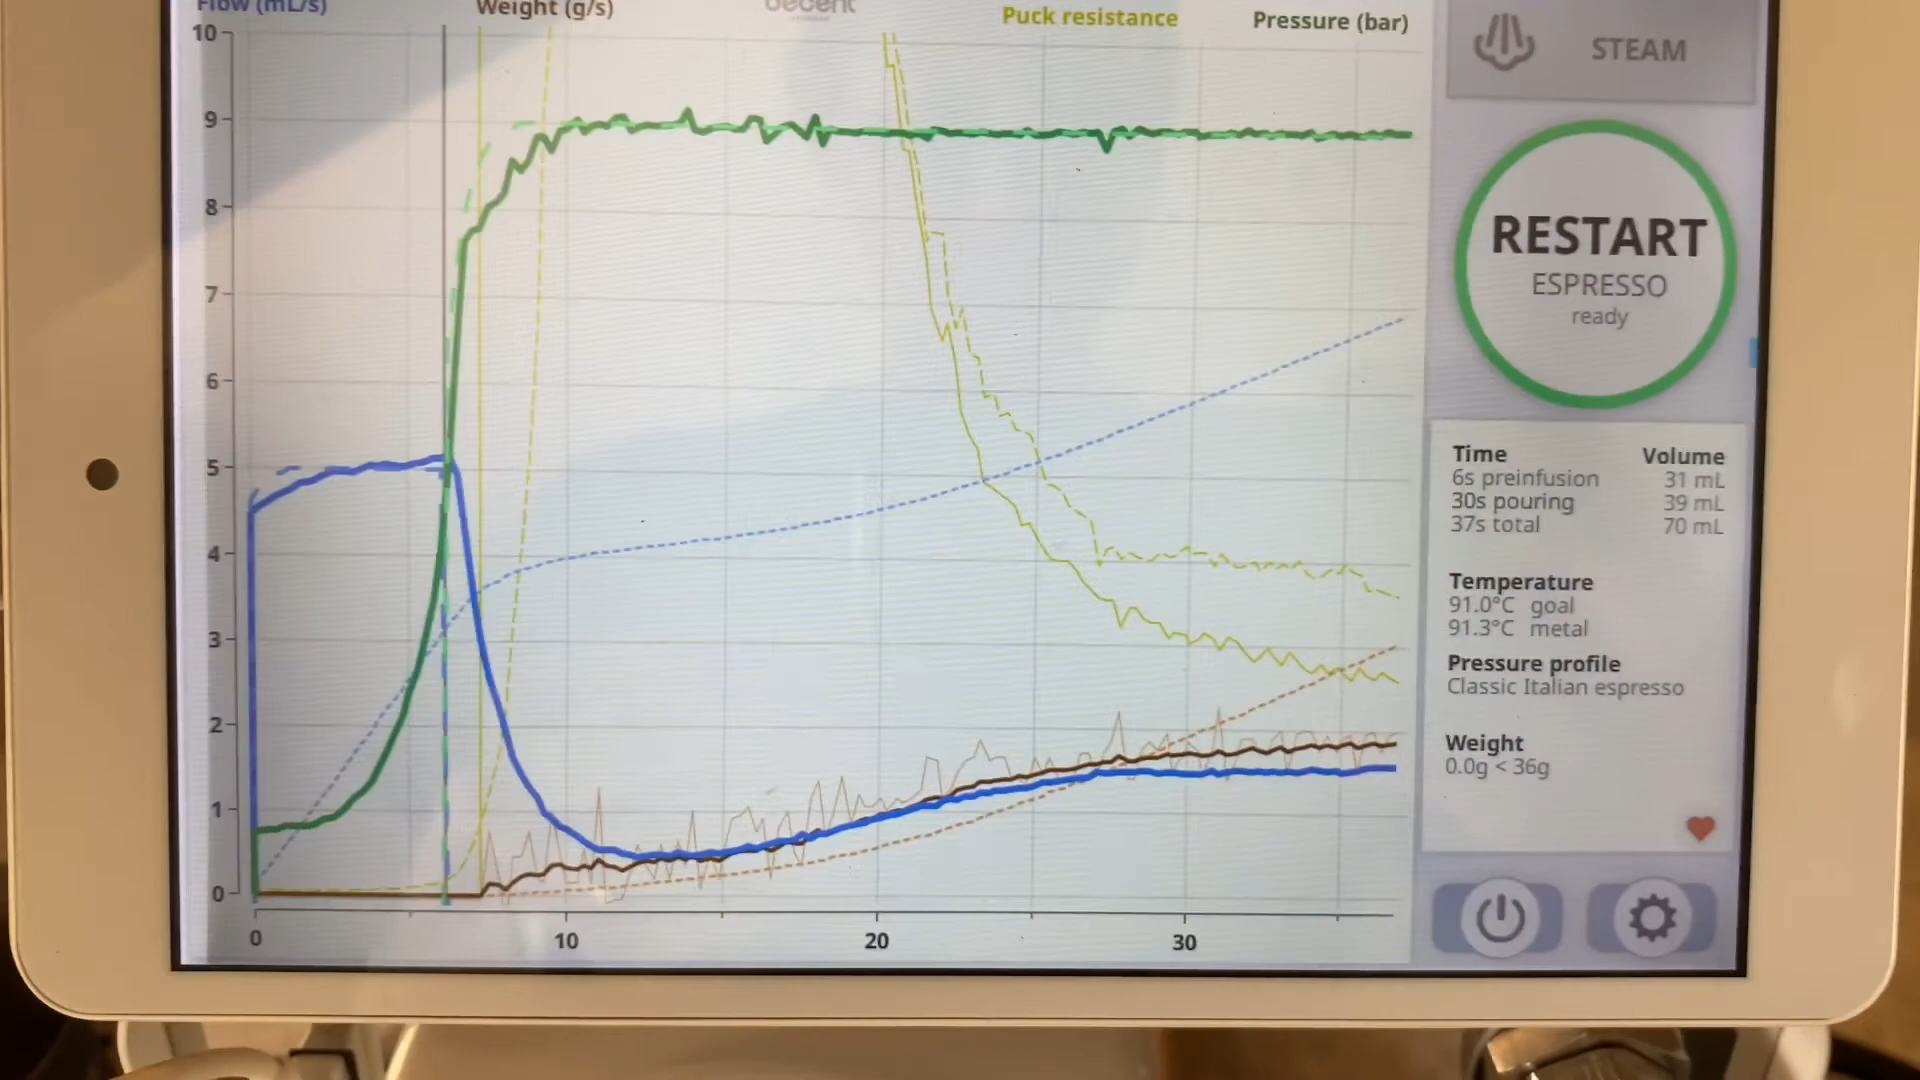 Flow (mL/s) Weight (g/s) decent Puck resistance Pressure (bar)
10
9
8
7
6
5
4
3
2
1
0
0 10 20 30
STEAM
RESTART
ESPRESSO
ready
Time Volume
6s preinfusion 31 mL
30s pouring 39 mL
37s total 70 mL
Temperature
91.0°C goal
91.3°C metal
Pressure profile
Classic Italian espresso
Weight
0.0g < 36g